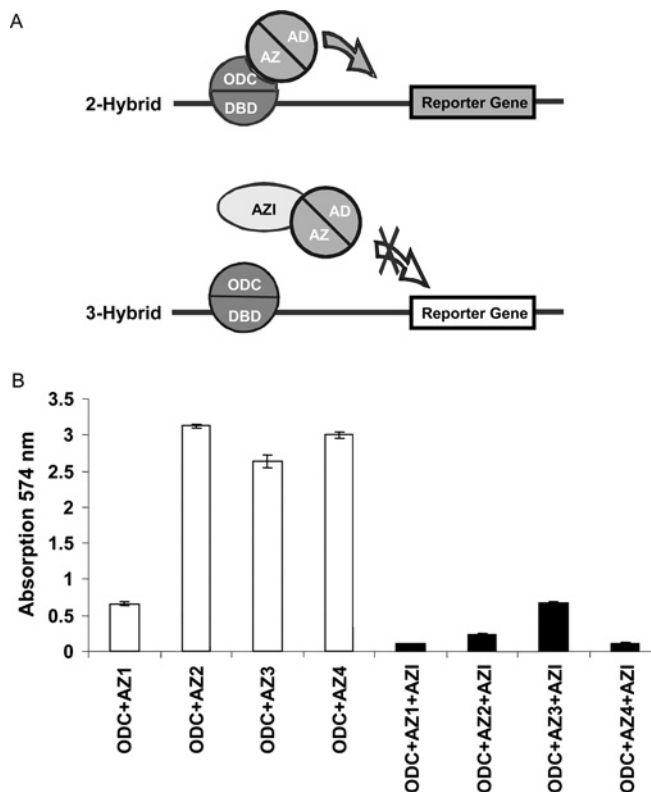 A
AD
AZ
ODC
DBD
2-Hybrid
Reporter Gene
AZI
AD
AZ
ODC
DBD
3-Hybrid
Reporter Gene
B
Absorption 574 nm
3.5
3
2.5
2
1.5
1
0.5
0
ODC+AZ1
ODC+AZ2
ODC+AZ3
ODC+AZ4
ODC+AZ1+AZI
ODC+AZ2+AZI
ODC+AZ3+AZI
ODC+AZ4+AZI